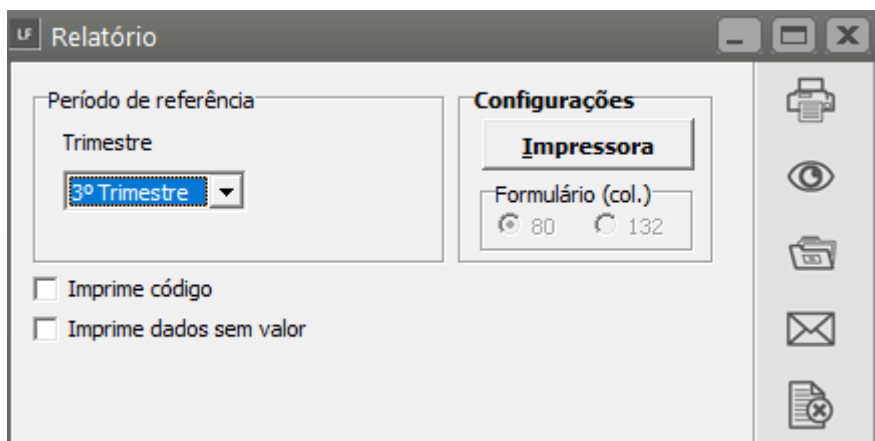 LF Relatório
Período de referência
Trimestre
3º Trimestre
Configurações
Impressora
Formulário (col.)
80 132
Imprime código
Imprime dados sem valor